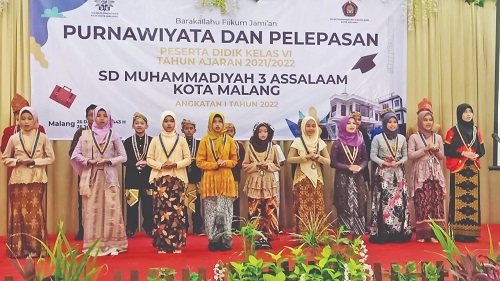 Barakallahu Fiikum Jami'an
PURNAWIYATA DAN PELEPASAN
PESERTA DIDIK KELAS VI
TAHUN AJARAN 2021/2022
SD MUHAMMADIYAH 3 ASSALAAM
KOTA MALANG
ANGKATAN I TAHUN 2022
Malang